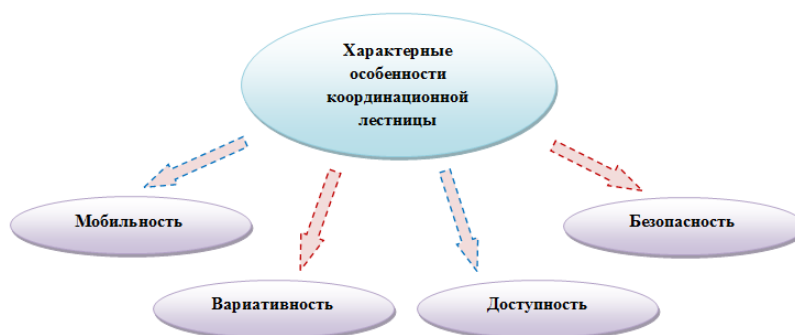 Характерные
особенности
координационной
лестницы
Мобильность
Безопасность
Вариативность
Доступность